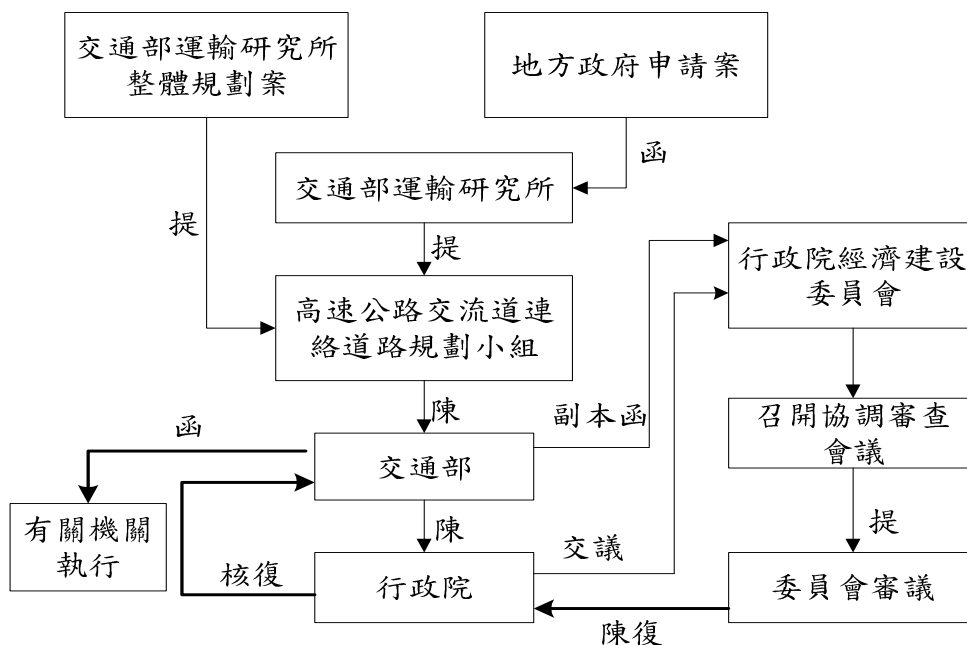 交通部運輸研究所
整體規劃案
地方政府申請案
函
交通部運輸研究所
提
提
行政院經濟建設
委員會
高速公路交流道連
絡道路規劃小組
陳
副本函
函
召開協調審查
會議
交通部
有關機關
執行
陳
提
交議
核復
行政院
委員會審議
陳復